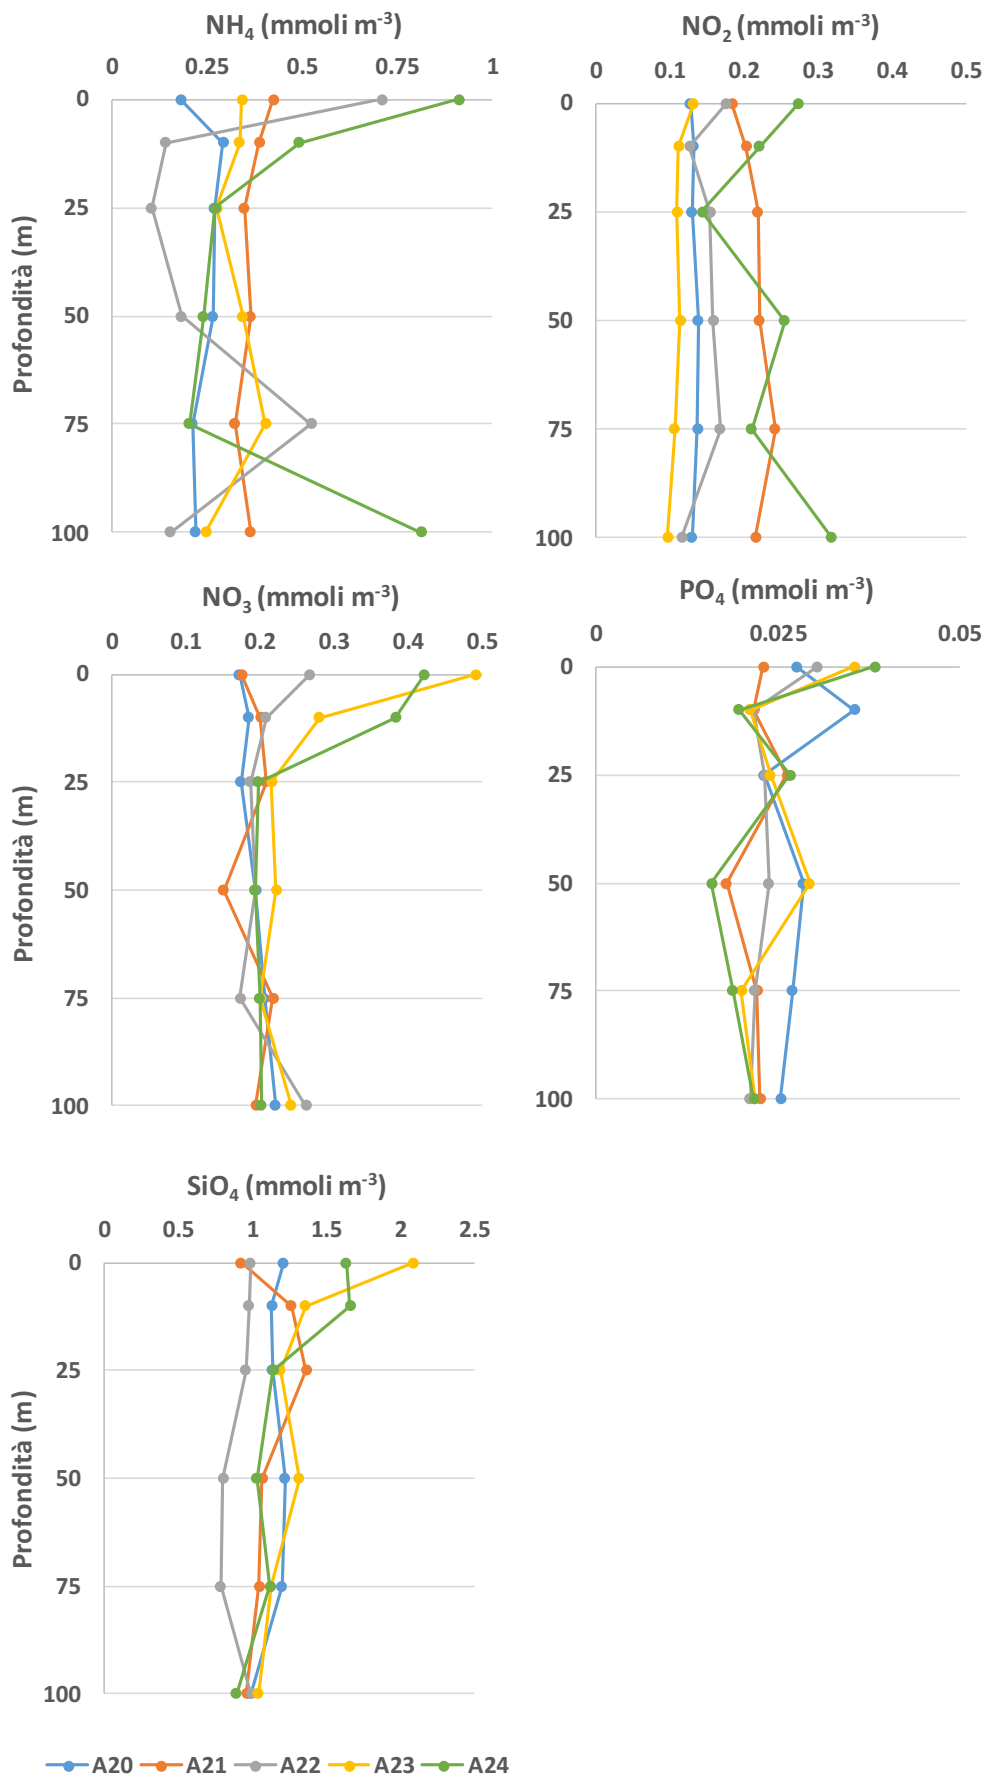 NH4 (mmoli m-3)
0 0.25 0.5 0.75 1
0
25
50
75
100
Profondità (m)
NO2 (mmoli m-3)
0 0.1 0.2 0.3 0.4 0.5
0
25
50
75
100
NO3 (mmoli m-3)
0 0.1 0.2 0.3 0.4 0.5
0
25
50
75
100
Profondità (m)
PO4 (mmoli m-3)
0 0.025 0.05
0
25
50
75
100
SiO4 (mmoli m-3)
0 0.5 1 1.5 2 2.5
0
25
50
75
100
Profondità (m)
A20 A21 A22 A23 A24